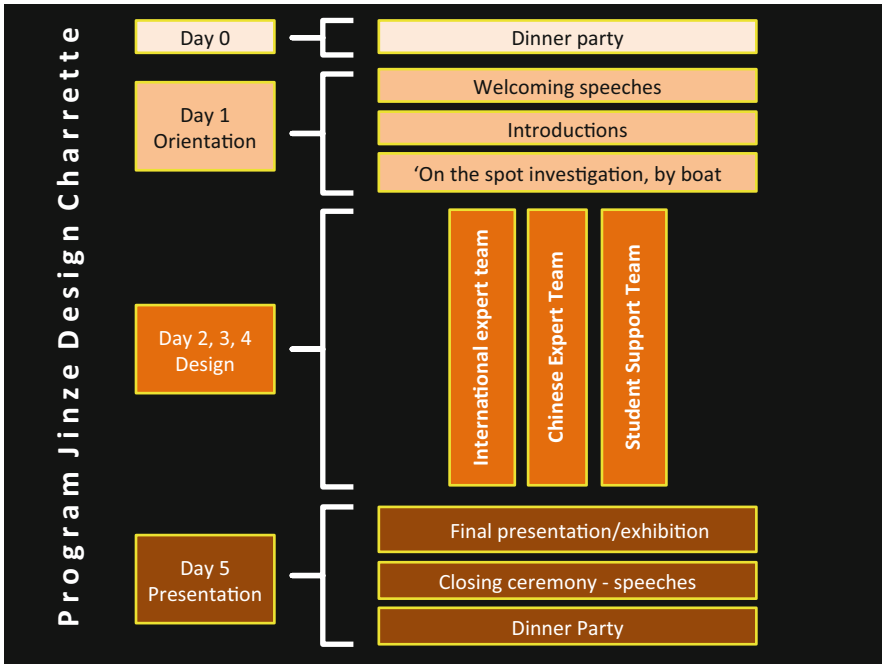 Program Jinze Design Charrette
Day 0
Dinner party
Day 1
Orientation
Welcoming speeches
Introductions
‘On the spot investigation, by boat
Day 2, 3, 4
Design
International expert team
Chinese Expert Team
Student Support Team
Day 5
Presentation
Final presentation/exhibition
Closing ceremony - speeches
Dinner Party